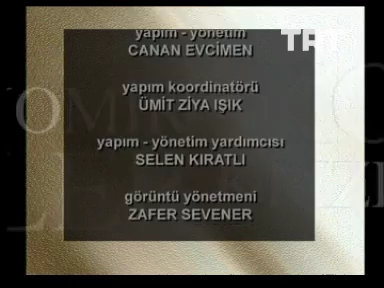 yapım - yönetim
TRT
CANAN EVCİMEN
yapım koordinatörü
ÜMİT ZİYA IŞIK
yapım - yönetim yardımcısı
SELEN KIRATLI
görüntü yönetmeni
ZAFER SEVENER